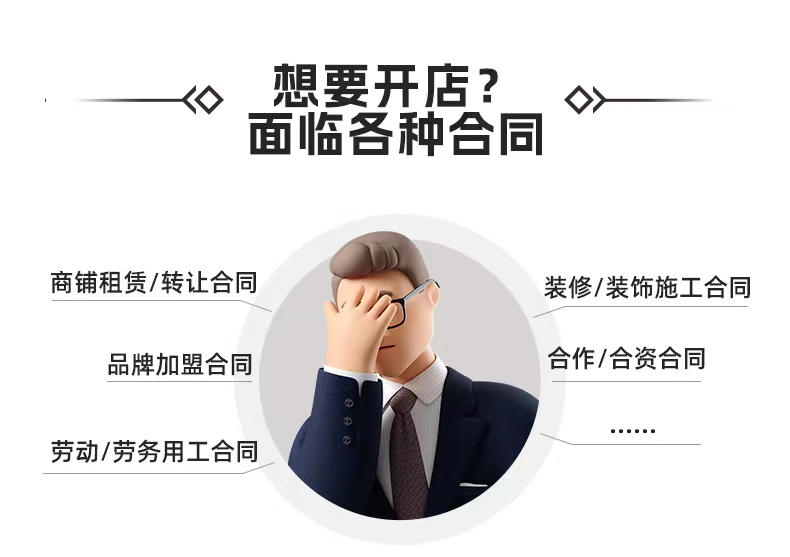 想要开店？
面临各种合同
商铺租赁/转让合同
装修/装饰施工合同
品牌加盟合同
合作/合资合同
劳动/劳务用工合同
......